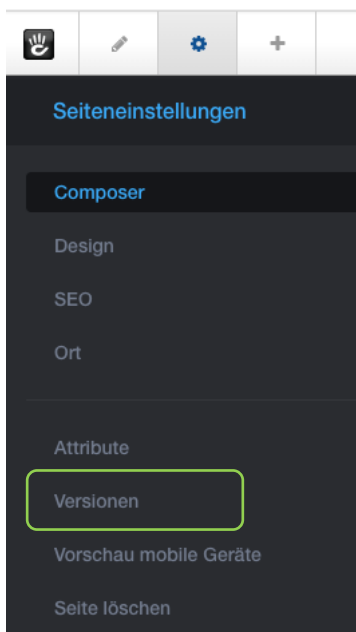 Seiteneinstellungen
Composer
Design
SEO
Ort
Attribute
Versionen
Vorschau mobile Geräte
Seite löschen